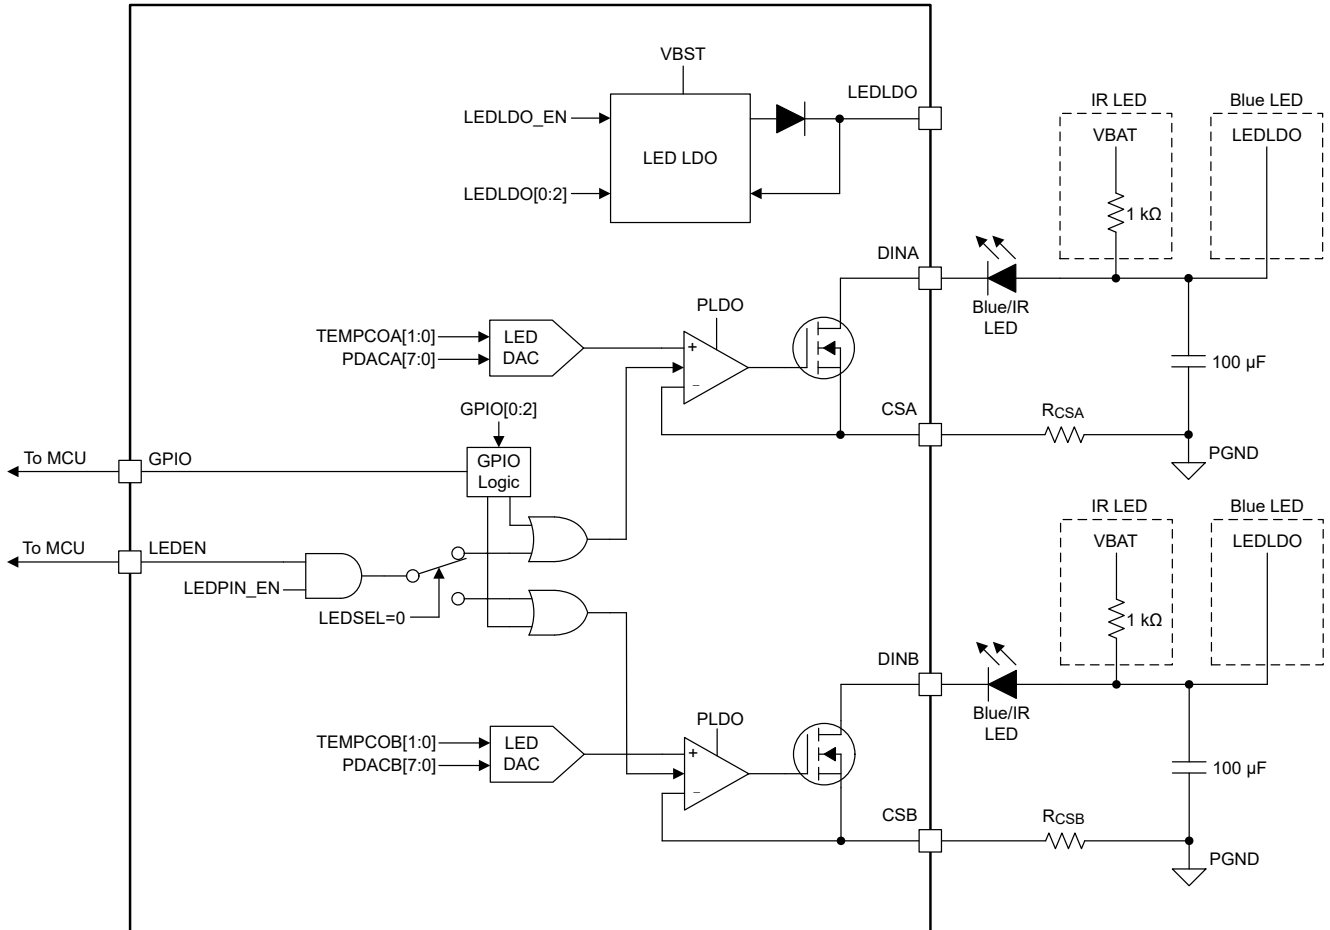 VBST
LEDLDO
LEDLDO_EN
LED LDO
LEDLDO[0:2]
IR LED
Blue LED
VBAT
LEDLDO
1 kΩ
DINA
Blue/IR
LED
PLDO
TEMPCOA[1:0]
PDACA[7:0]
LED
DAC
+
−
100 µF
CSA
RCSA
PGND
GPIO[0:2]
To MCU
GPIO
GPIO
Logic
To MCU
LEDEN
LEDPIN_EN
LEDSEL=0
IR LED
Blue LED
VBAT
LEDLDO
1 kΩ
DINB
Blue/IR
LED
PLDO
TEMPCOB[1:0]
PDACB[7:0]
LED
DAC
+
−
100 µF
CSB
RCSB
PGND